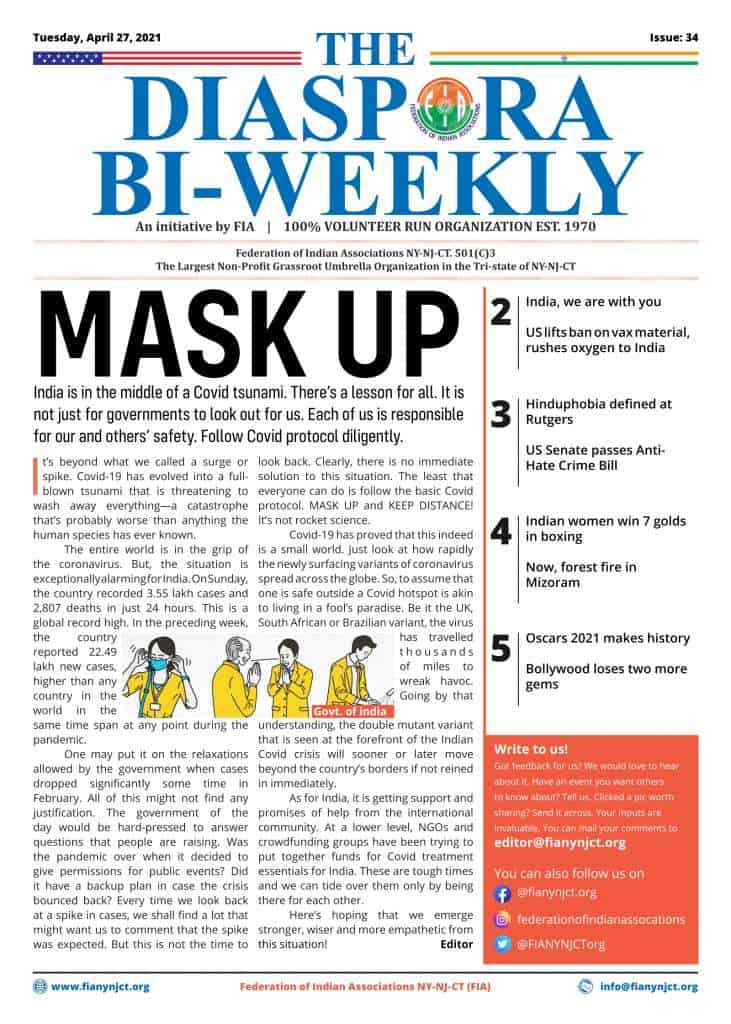 Tuesday, April 27, 2021
Issue: 34
THE
DIASPORA
FIA
FEDERATION OF INDIAN ASSOCIATIONS
BI-WEEKLY
An initiative by FIA | 100% VOLUNTEER RUN ORGANIZATION EST. 1970
Federation of Indian Associations NY-NJ-CT. 501(C)3
The Largest Non-Profit Grassroot Umbrella Organization in the Tri-state of NY-NJ-CT
MASK UP
India is in the middle of a Covid tsunami. There's a lesson for all. It is
not just for governments to look out for us. Each of us is responsible
for our and others' safety. Follow Covid protocol diligently.
It's beyond what we called a surge or
spike. Covid-19 has evolved into a full-
blown tsunami that is threatening to
wash away everything—a catastrophe
that's probably worse than anything the
human species has ever known.
The entire world is in the grip of
the coronavirus. But, the situation is
exceptionally alarming for India. On Sunday,
the country recorded 3.55 lakh cases and
2,807 deaths in just 24 hours. This is a
global record high. In the preceding week,
the country
reported 22.49
lakh new cases,
higher than any
country in the
world in the
same time span at any point during the
pandemic.
One may put it on the relaxations
allowed by the government when cases
dropped significantly some time in
February. All of this might not find any
justification. The government of the
day would be hard-pressed to answer
questions that people are raising. Was
the pandemic over when it decided to
give permissions for public events? Did
it have a backup plan in case the crisis
bounced back? Every time we look back
at a spike in cases, we shall find a lot that
might want us to comment that the spike
was expected. But this is not the time to
look back. Clearly, there is no immediate
solution to this situation. The least that
everyone can do is follow the basic Covid
protocol. MASK UP and KEEP DISTANCE!
It's not rocket science.
Covid-19 has proved that this indeed
is a small world. Just look at how rapidly
the newly surfacing variants of coronavirus
spread across the globe. So, to assume that
one is safe outside a Covid hotspot is akin
to living in a fool's paradise. Be it the UK,
South African or Brazilian variant, the virus
has travelled
thousands
of miles to
wreak havoc.
Going by that
Govt. of india
understanding, the double mutant variant
that is seen at the forefront of the Indian
Covid crisis will sooner or later move
beyond the country's borders if not reined
in immediately.
As for India, it is getting support and
promises of help from the international
community. At a lower level, NGOs and
crowdfunding groups have been trying to
put together funds for Covid treatment
essentials for India. These are tough times
and we can tide over them only by being
there for each other.
Here's hoping that we emerge
stronger, wiser and more empathetic from
this situation! Editor
2
India, we are with you
US lifts ban on vax material,
rushes oxygen to India
3
Hinduphobia defined at
Rutgers
US Senate passes Anti-
Hate Crime Bill
4
Indian women win 7 golds
in boxing
Now, forest fire in
Mizoram
5
Oscars 2021 makes history
Bollywood loses two more
gems
Write to us!
Got feedback for us? We would love to hear
about it. Have an event you want others
to know about? Tell us. Clicked a pic worth
sharing? Send it across. Your inputs are
invaluable. You can mail your comments to
editor@fianynjct.org
You can also follow us on
@fianynjct.org
federationofindianassocations
@FIANYNJCTorg
www.fianynjct.org
Federation of Indian Associations NY-NJ-CT (FIA)
info@fianynjct.org